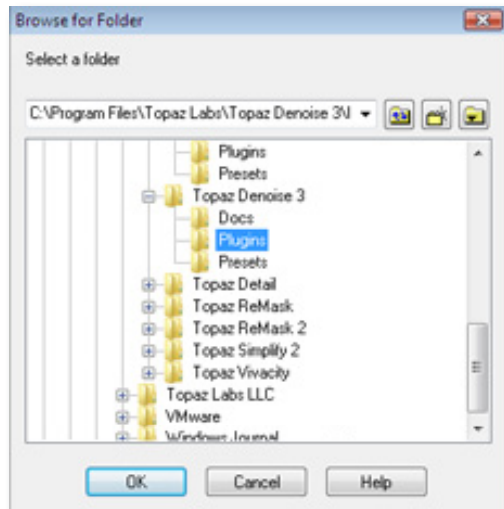 Browse for Folder
Select a folder
C:\Program Files\Topaz Labs\Topaz Denoise 3\
Plugins
Presets
Topaz Denoise 3
Docs
Plugins
Presets
Topaz Detail
Topaz ReMask
Topaz ReMask 2
Topaz Simplify 2
Topaz Vivacity
Topaz Labs LLC
VMware
Windows Journal
OK Cancel Help